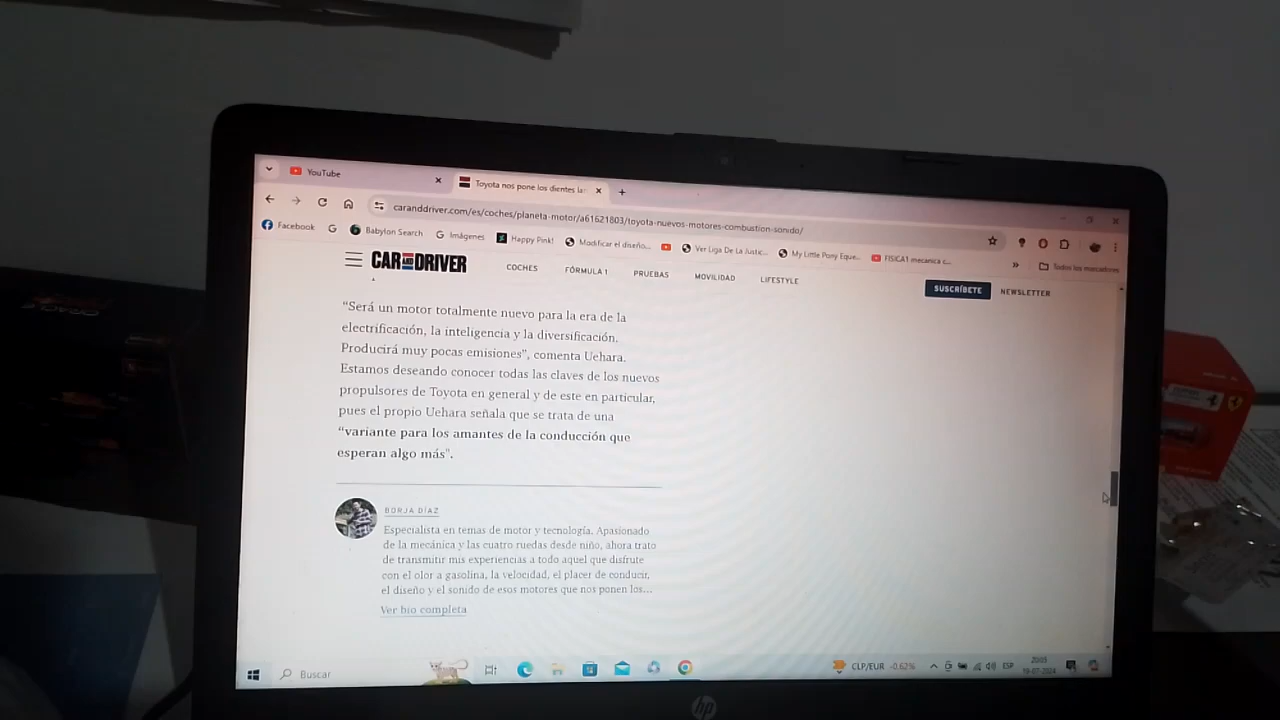 YouTube
Toyota nos pone los dientes la
caranddriver.com/es/coches/planeta-motor/a61621803/toyota-nuevos-motores-combustion-sonido/
Facebook
Babylon Search
Imágenes
Happy Pink!
Modificar el diseño...
Ver Liga De La Justic...
My Little Pony Eque...
FISICA1 mecanica c...
Todos los marcadores
CAR AND DRIVER
COCHES
FÓRMULA 1
PRUEBAS
MOVILIDAD
LIFESTYLE
SUSCRÍBETE
NEWSLETTER
“Será un motor totalmente nuevo para la era de la
electrificación, la inteligencia y la diversificación.
Producirá muy pocas emisiones”, comenta Uehara.
Estamos deseando conocer todas las claves de los nuevos
propulsores de Toyota en general y de este en particular,
pues el propio Uehara señala que se trata de una
“variante para los amantes de la conducción que
esperan algo más".
BORJA DÍAZ
Especialista en temas de motor y tecnología. Apasionado
de la mecánica y las cuatro ruedas desde niño, ahora trato
de transmitir mis experiencias a todo aquel que disfrute
con el olor a gasolina, la velocidad, el placer de conducir,
el diseño y el sonido de esos motores que nos ponen los...
Ver bio completa
Buscar
CLP/EUR -0.62%
ESP
20:05
19-07-2024
hp